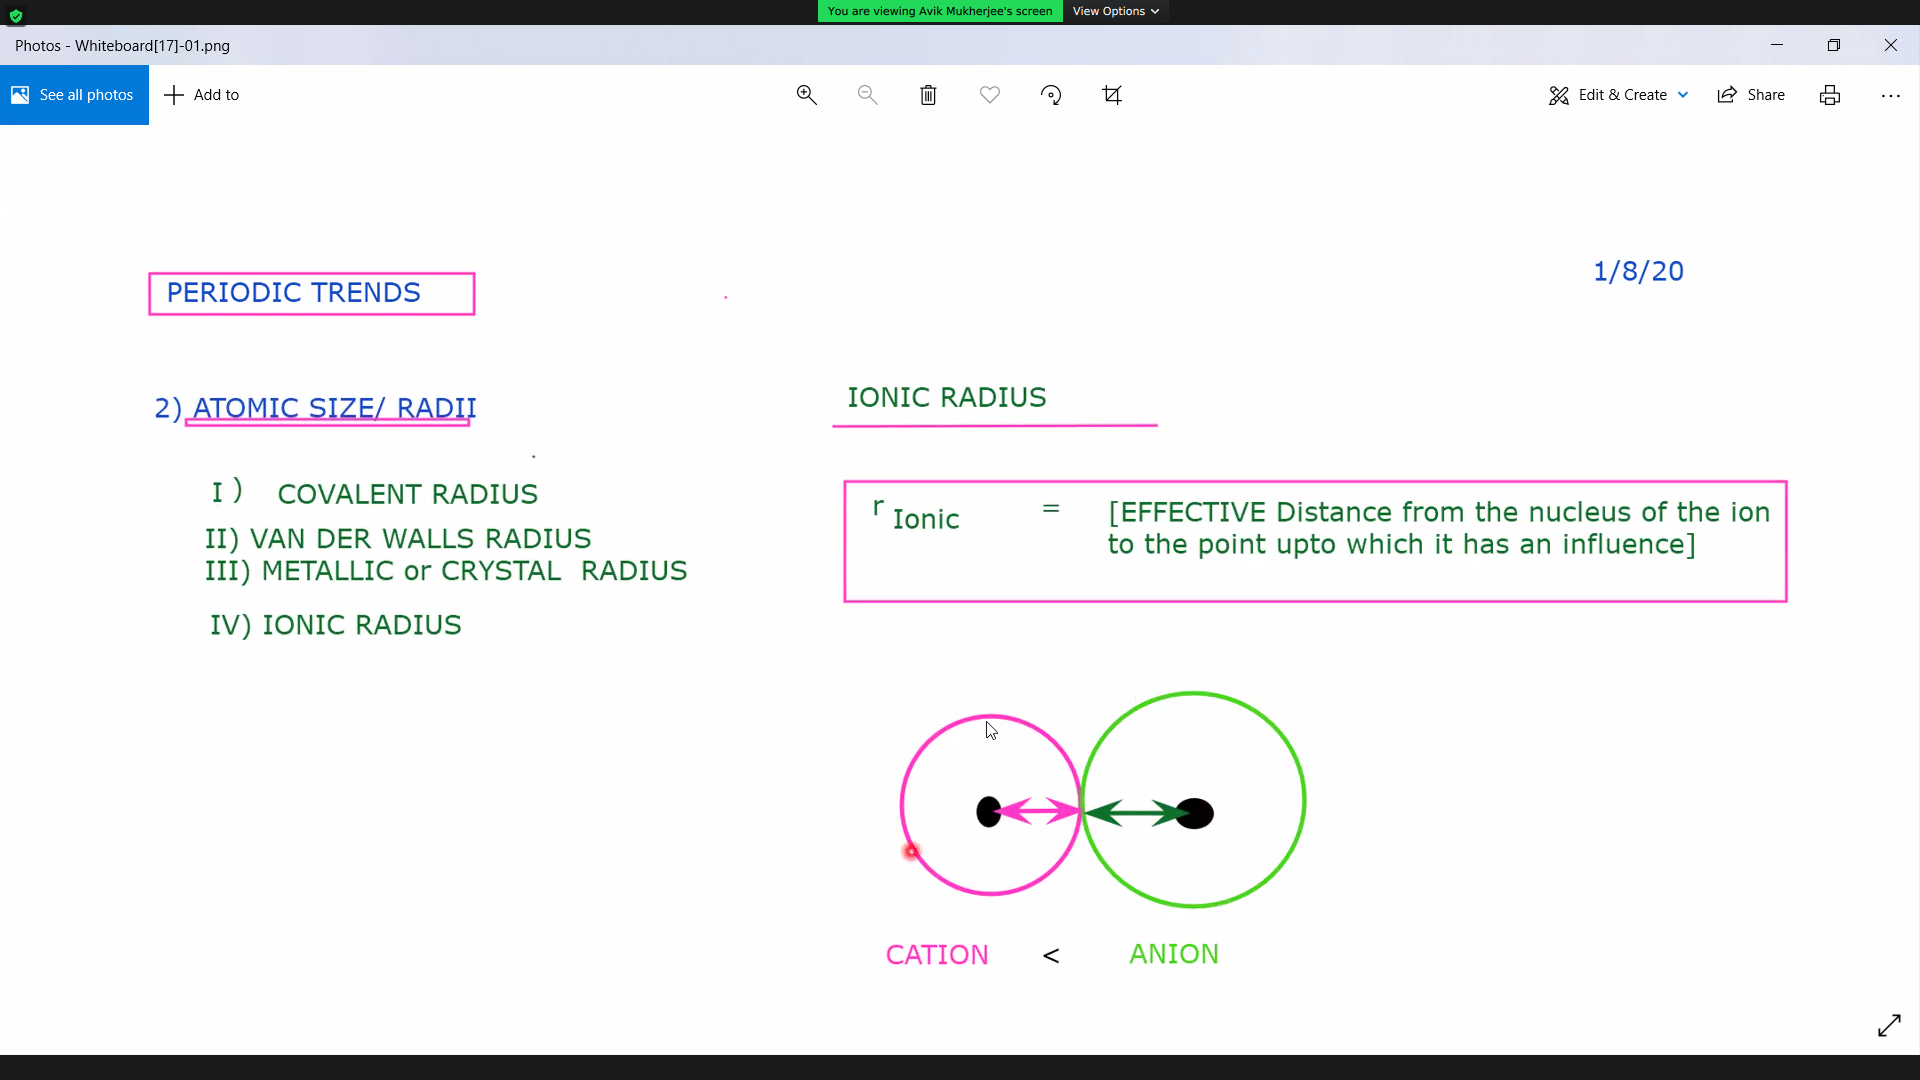 You are viewing Avik Mukherjee's screen
View Options
Photos - Whiteboard[17]-01.png
See all photos
Add to
Edit & Create
Share
1/8/20
PERIODIC TRENDS
2) ATOMIC SIZE/ RADII
I ) COVALENT RADIUS
II) VAN DER WALLS RADIUS
III) METALLIC or CRYSTAL RADIUS
IV) IONIC RADIUS
IONIC RADIUS
r Ionic = [EFFECTIVE Distance from the nucleus of the ion
to the point upto which it has an influence]
CATION < ANION